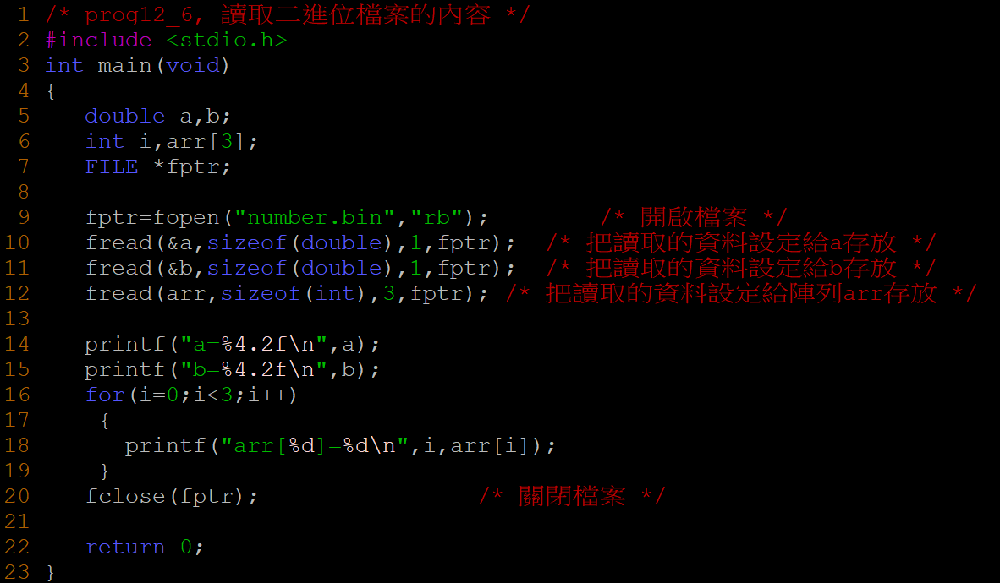 1 /* prog12_6, 讀取二進位檔案的內容 */
2 #include <stdio.h>
3 int main(void)
4 {
5    double a,b;
6    int i,arr[3];
7    FILE *fptr;
8
9    fptr=fopen("number.bin","rb");        /* 開啟檔案 */
10    fread(&a,sizeof(double),1,fptr);  /* 把讀取的資料設定給a存放 */
11    fread(&b,sizeof(double),1,fptr);  /* 把讀取的資料設定給b存放 */
12    fread(arr,sizeof(int),3,fptr); /* 把讀取的資料設定給陣列arr存放 */
13
14    printf("a=%4.2f\n",a);
15    printf("b=%4.2f\n",b);
16    for(i=0;i<3;i++)
17     {
18       printf("arr[%d]=%d\n",i,arr[i]);
19     }
20    fclose(fptr);                /* 關閉檔案 */
21
22    return 0;
23 }